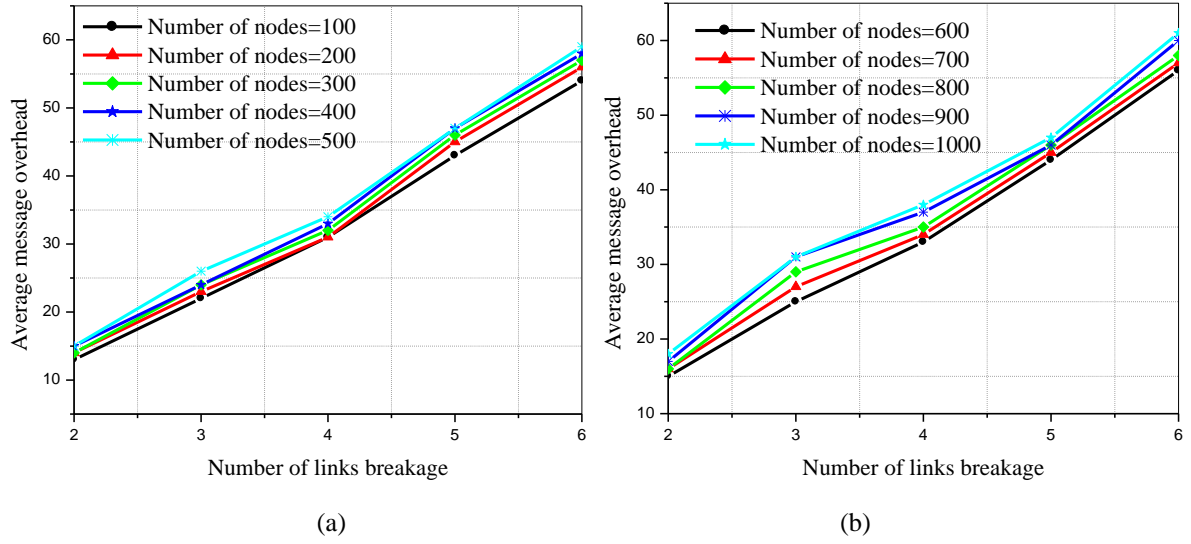 Number of nodes=100
Number of nodes=200
Number of nodes=300
Number of nodes=400
Number of nodes=500
Average message overhead
60
50
40
30
20
10
2
3
4
5
6
Number of links breakage
(a)
Number of nodes=600
Number of nodes=700
Number of nodes=800
Number of nodes=900
Number of nodes=1000
Average message overhead
60
50
40
30
20
10
2
3
4
5
6
Number of links breakage
(b)